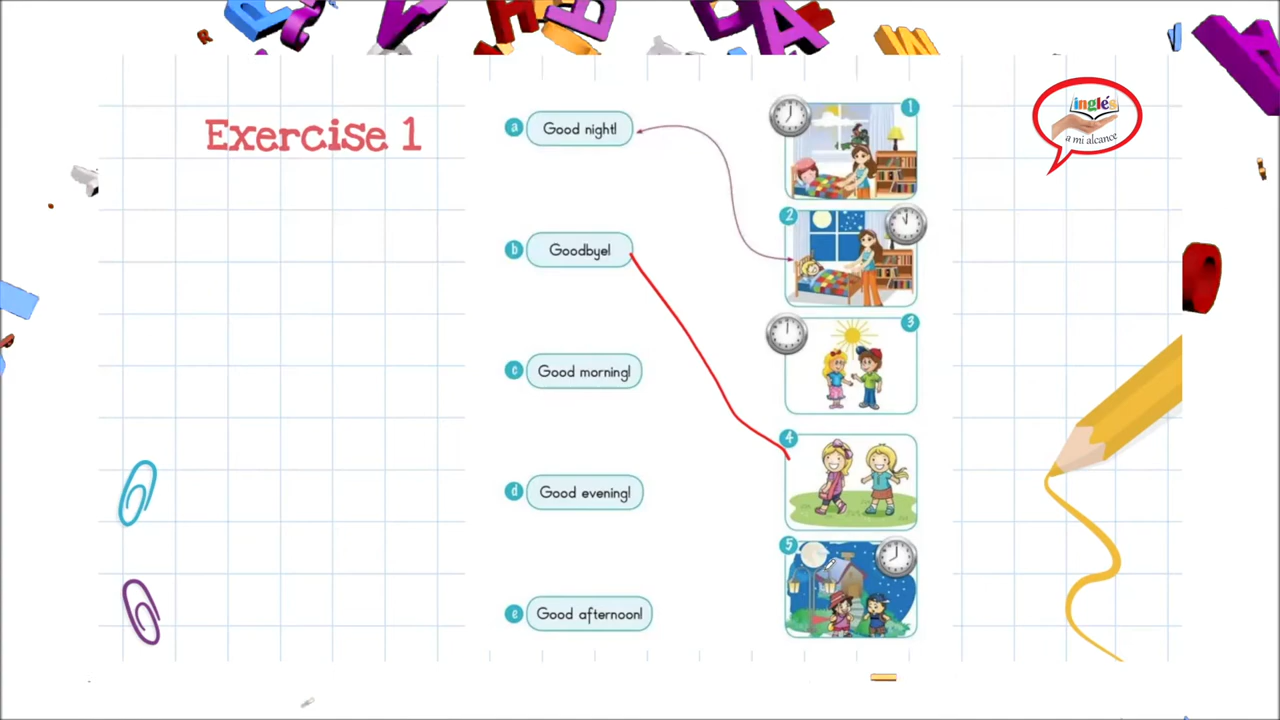 Exercise 1
inglés
a mi alcance
a Good night!
b Goodbye!
c Good morning!
d Good evening!
e Good afternoon!
1
2
3
4
5